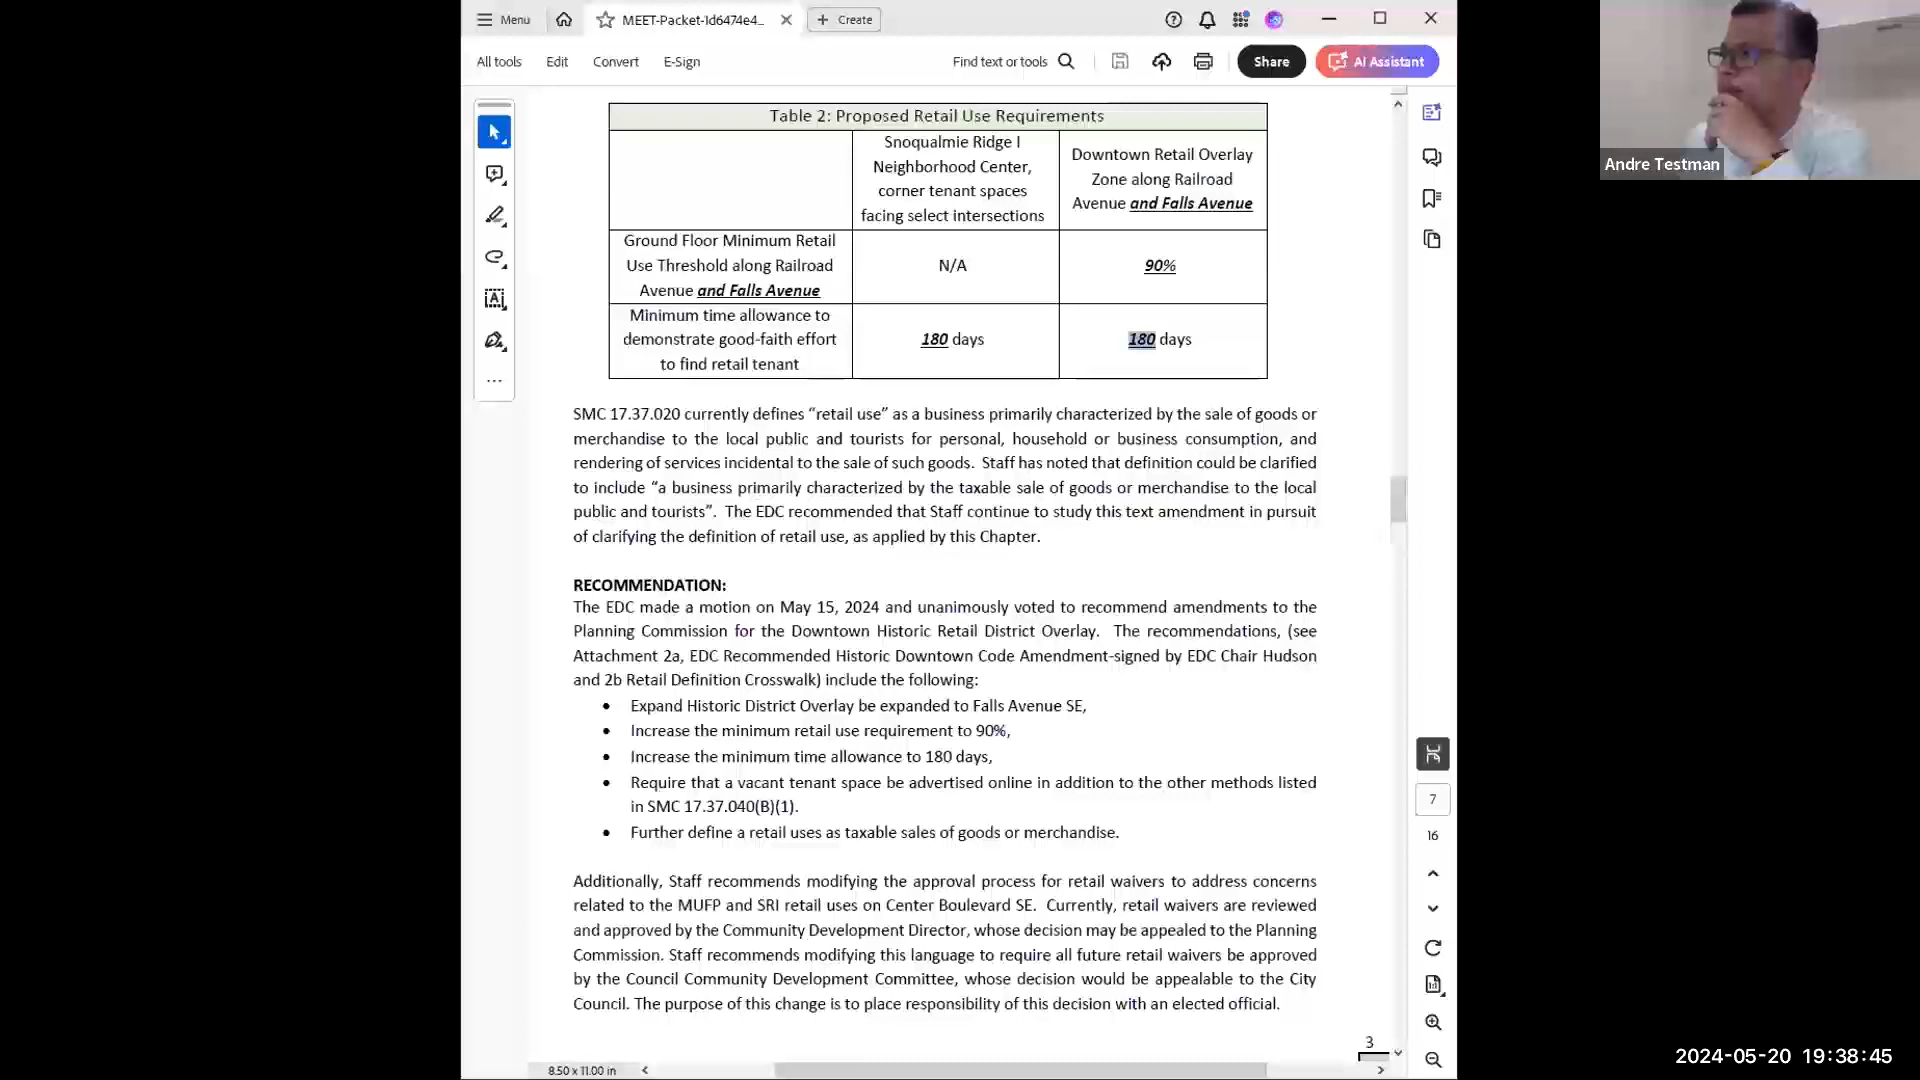 Menu
MEET-Packet-1d6474e4...
Create
All tools
Edit
Convert
E-Sign
Find text or tools
Share
AI Assistant
Andre Testman
Table 2: Proposed Retail Use Requirements
Snoqualmie Ridge I
Neighborhood Center,
corner tenant spaces
facing select intersections
Downtown Retail Overlay
Zone along Railroad
Avenue and Falls Avenue
Ground Floor Minimum Retail
Use Threshold along Railroad
Avenue and Falls Avenue
N/A
90%
Minimum time allowance to
demonstrate good-faith effort
to find retail tenant
180 days
180 days
SMC 17.37.020 currently defines “retail use” as a business primarily characterized by the sale of goods or
merchandise to the local public and tourists for personal, household or business consumption, and
rendering of services incidental to the sale of such goods. Staff has noted that definition could be clarified
to include “a business primarily characterized by the taxable sale of goods or merchandise to the local
public and tourists”. The EDC recommended that Staff continue to study this text amendment in pursuit
of clarifying the definition of retail use, as applied by this Chapter.
RECOMMENDATION:
The EDC made a motion on May 15, 2024 and unanimously voted to recommend amendments to the
Planning Commission for the Downtown Historic Retail District Overlay. The recommendations, (see
Attachment 2a, EDC Recommended Historic Downtown Code Amendment-signed by EDC Chair Hudson
and 2b Retail Definition Crosswalk) include the following:
• Expand Historic District Overlay be expanded to Falls Avenue SE,
• Increase the minimum retail use requirement to 90%,
• Increase the minimum time allowance to 180 days,
• Require that a vacant tenant space be advertised online in addition to the other methods listed
in SMC 17.37.040(B)(1).
• Further define a retail uses as taxable sales of goods or merchandise.
Additionally, Staff recommends modifying the approval process for retail waivers to address concerns
related to the MUFP and SRI retail uses on Center Boulevard SE. Currently, retail waivers are reviewed
and approved by the Community Development Director, whose decision may be appealed to the Planning
Commission. Staff recommends modifying this language to require all future retail waivers be approved
by the Council Community Development Committee, whose decision would be appealable to the City
Council. The purpose of this change is to place responsibility of this decision with an elected official.
3
7
16
8.50 x 11.00 in
2024-05-20 19:38:45